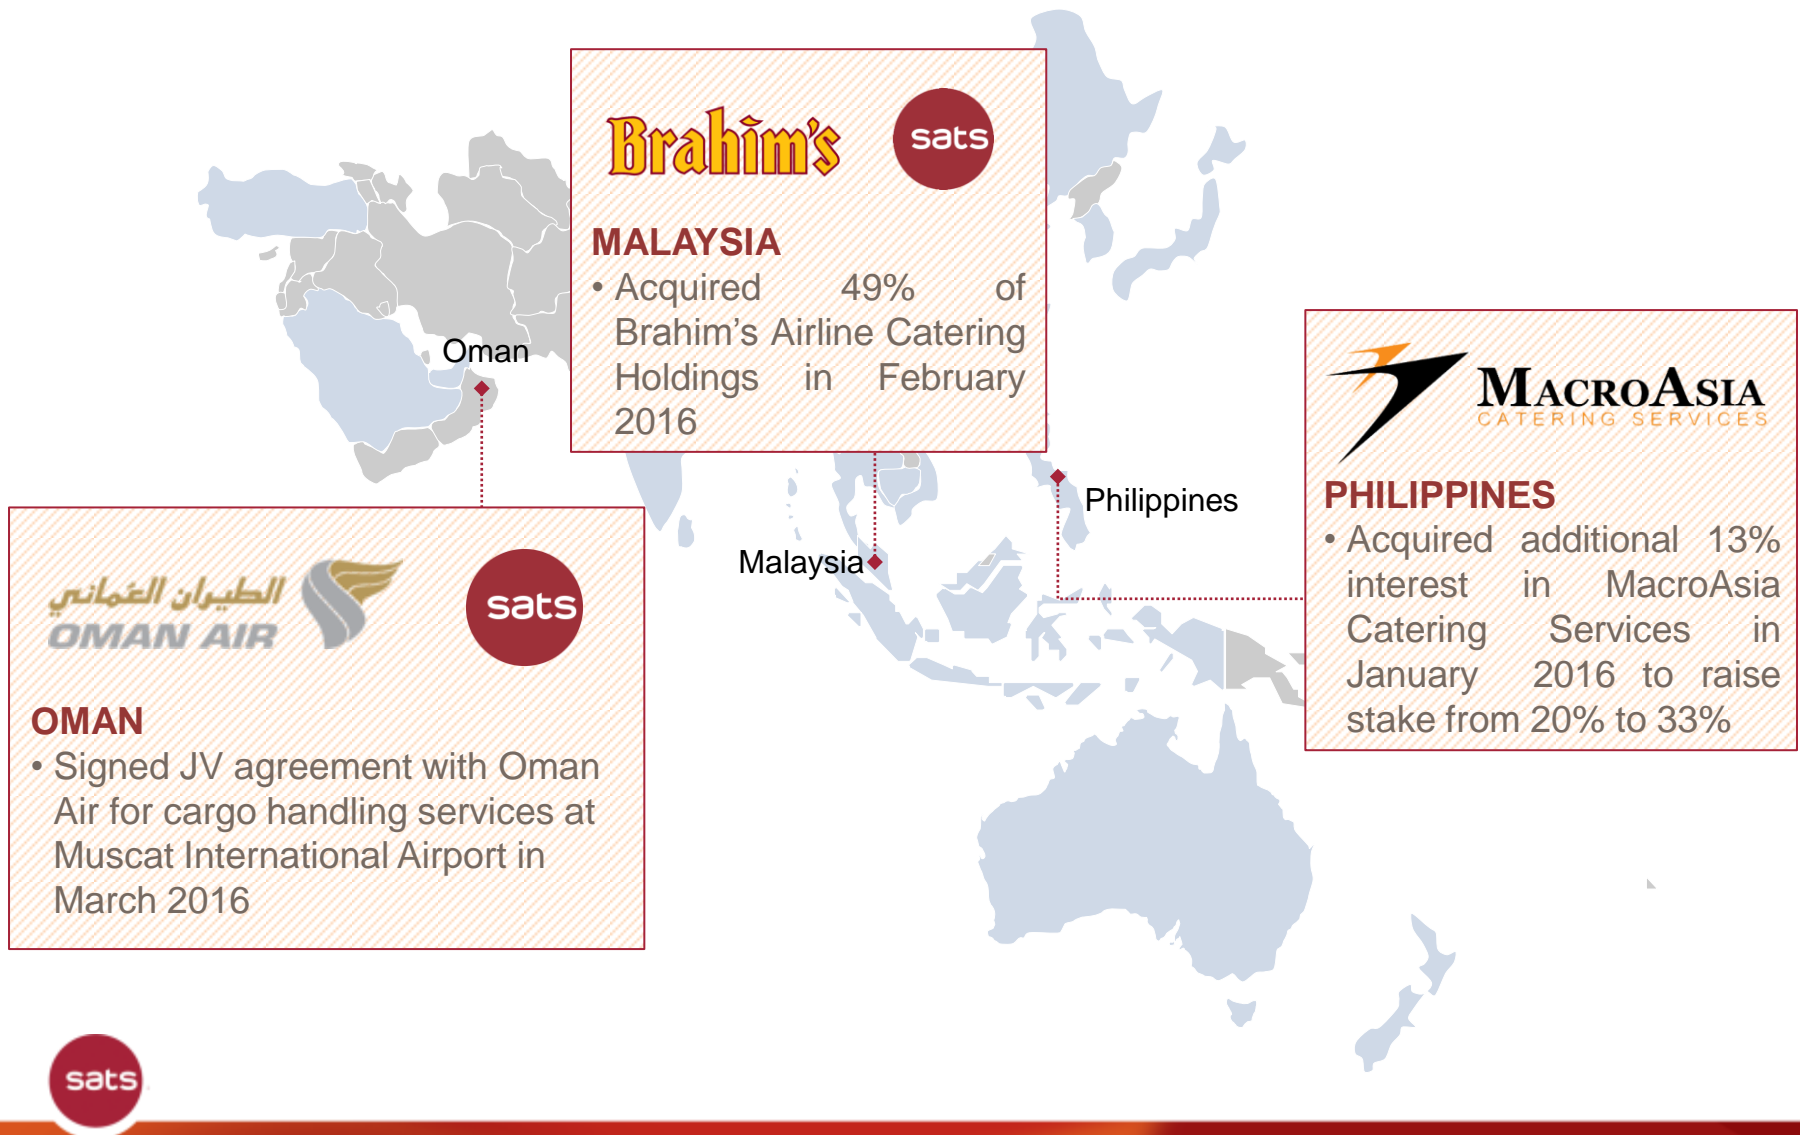 Brahim's
sats
MALAYSIA
• Acquired 49% of
Brahim’s Airline Catering
Holdings in February
2016
Oman
MACROASIA
CATERING SERVICES
PHILIPPINES
• Acquired additional 13%
interest in MacroAsia
Catering Services in
January 2016 to raise
stake from 20% to 33%
Philippines
Malaysia
الطيران العُماني
OMAN AIR
sats
OMAN
• Signed JV agreement with Oman
Air for cargo handling services at
Muscat International Airport in
March 2016
sats